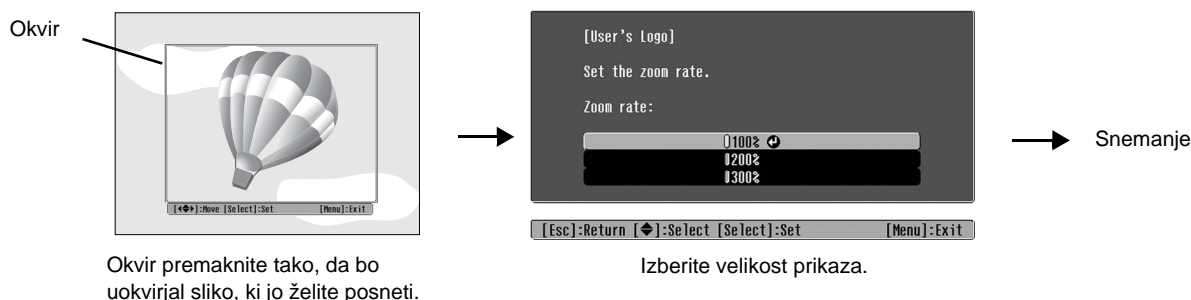 Okvir
[User's Logo]
Set the zoom rate.
Zoom rate:
100%
200%
300%
Snemanje
[]:Move [Select]:Set [Menu]:Exit
[Esc]:Return []:Select [Select]:Set [Menu]:Exit
Okvir premaknite tako, da bo
uokvirjal sliko, ki jo želite posneti.
Izberite velikost prikaza.